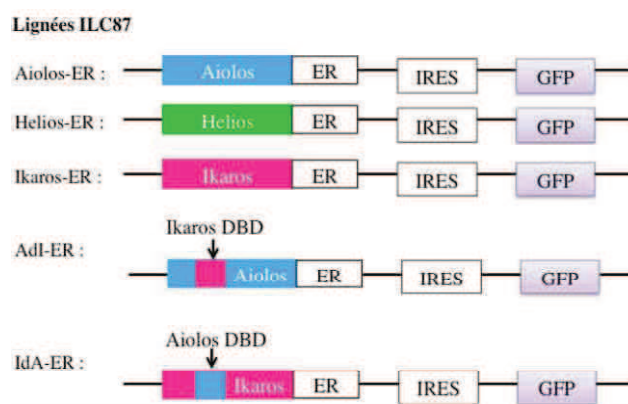 Lignées ILC87
Aiolos-ER : Aiolos ER IRES GFP
Helios-ER : Helios ER IRES GFP
Ikaros-ER : Ikaros ER IRES GFP
Ikaros DBD
AdI-ER : Aiolos ER IRES GFP
Aiolos DBD
IdA-ER : Ikaros ER IRES GFP